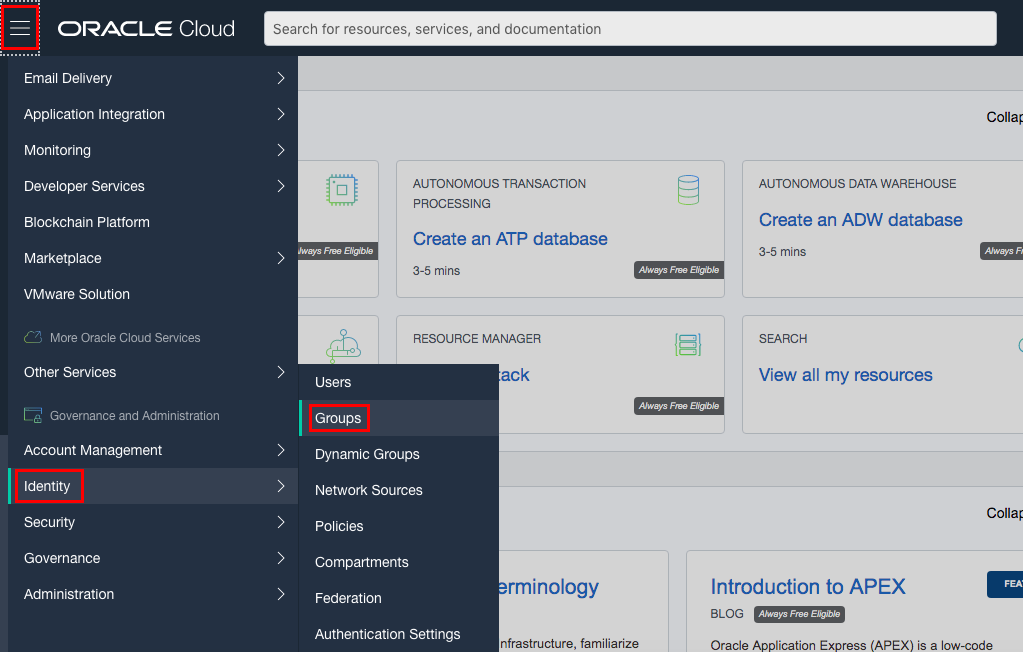 ORACLE Cloud
Search for resources, services, and documentation
Email Delivery
Application Integration
Monitoring
Developer Services
Blockchain Platform
Marketplace
VMware Solution
More Oracle Cloud Services
Other Services
Governance and Administration
Account Management
Identity
Security
Governance
Administration
Users
Groups
Dynamic Groups
Network Sources
Policies
Compartments
Federation
Authentication Settings
Collap
lways Free Eligible
AUTONOMOUS TRANSACTION
PROCESSING
Create an ATP database
3-5 mins
Always Free Eligible
AUTONOMOUS DATA WAREHOUSE
Create an ADW database
3-5 mins
Always F
RESOURCE MANAGER
tack
Always Free Eligible
SEARCH
View all my resources
Collap
erminology
nfrastructure, familiarize
Introduction to APEX
FEA
BLOG Always Free Eligible
Oracle Application Express (APEX) is a low-code